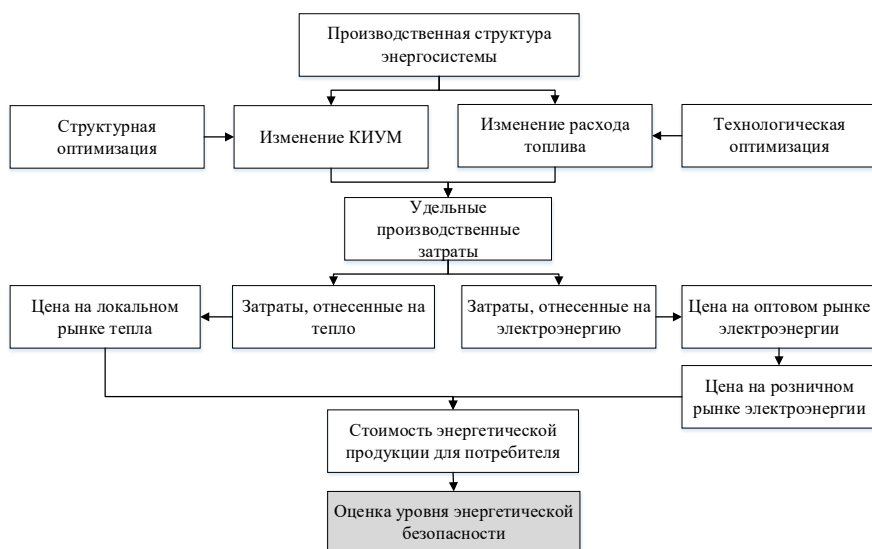 Производственная структура
энергосистемы
Структурная
оптимизация
Изменение КИУМ
Изменение расхода
топлива
Технологическая
оптимизация
Удельные
производственные
затраты
Цена на локальном
рынке тепла
Затраты, отнесенные на
тепло
Затраты, отнесенные на
электроэнергию
Цена на оптовом рынке
электроэнергии
Цена на розничном
рынке электроэнергии
Стоимость энергетической
продукции для потребителя
Оценка уровня энергетической
безопасности